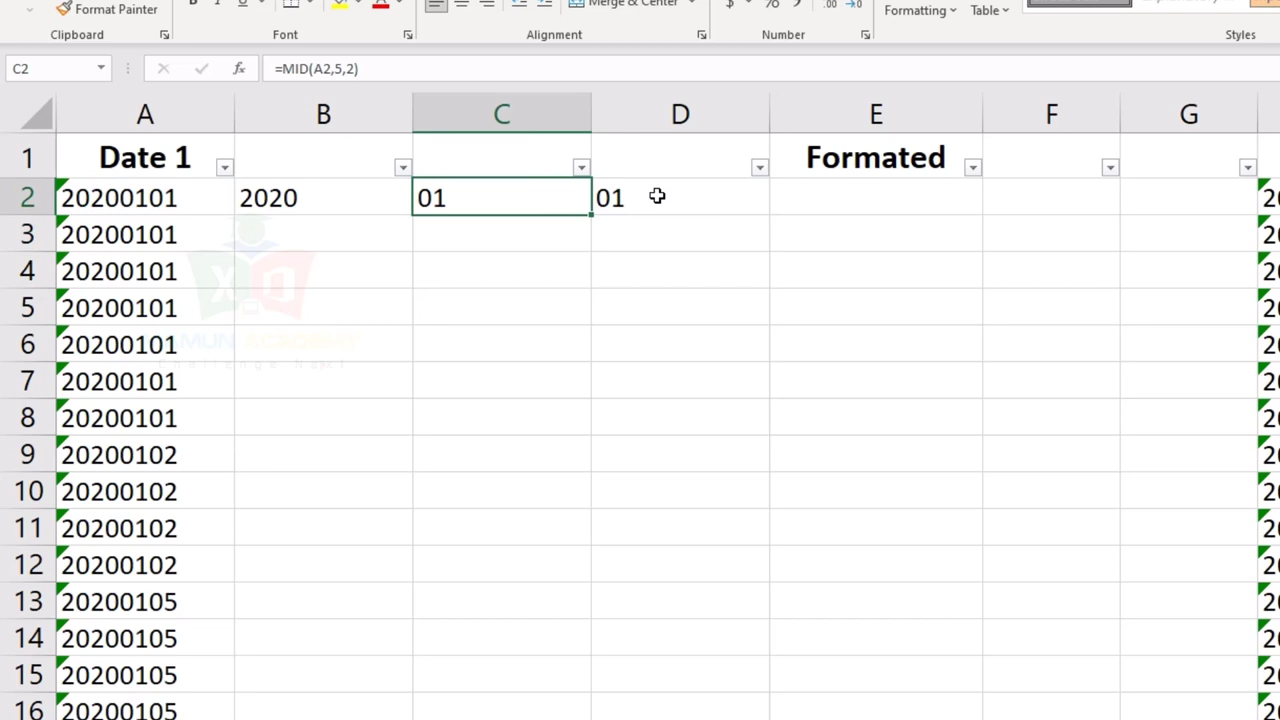 Format Painter
Merge & Center
Formatting
Table
Clipboard
Font
Alignment
Number
Styles
C2
fx
=MID(A2,5,2)
A B C D E F G
1 Date 1 Formated
2 20200101 2020 01 01
3 20200101
4 20200101
5 20200101
6 20200101
7 20200101
8 20200101
9 20200102
10 20200102
11 20200102
12 20200102
13 20200105
14 20200105
15 20200105
16 20200105